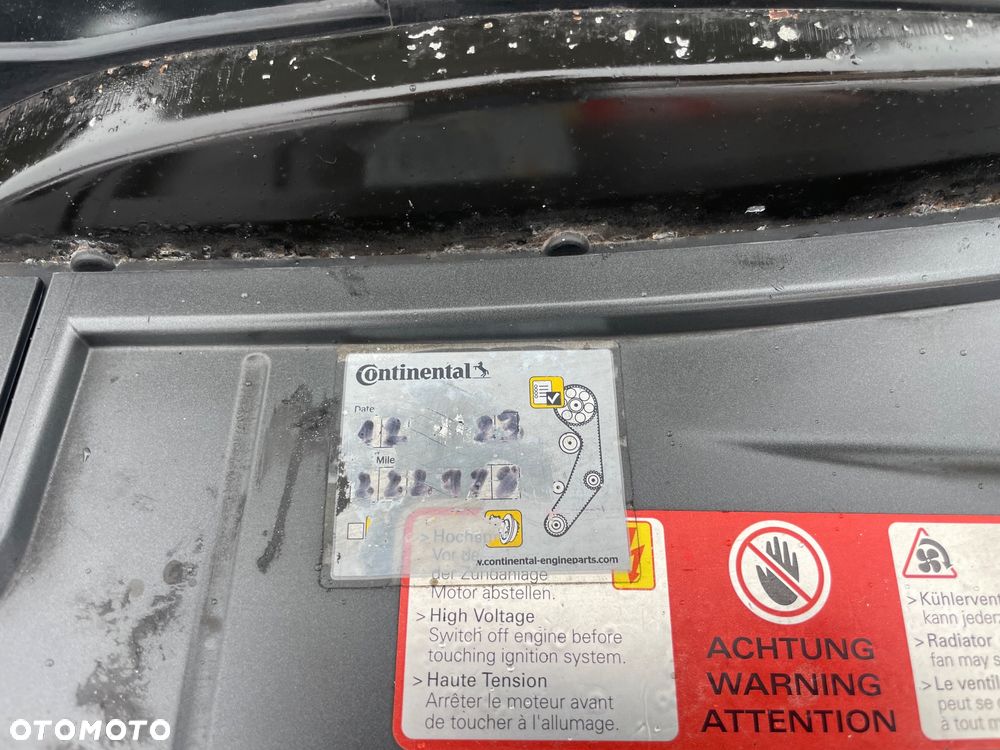 Continental
Date
12 23
Mile
www.continental-engineparts.com
> Hochsp
Vor de
der Zündanlage
Motor abstellen.
> High Voltage
Switch off engine before
touching ignition system.
> Haute Tension
Arrêter le moteur avant
de toucher à l'allumage.
ACHTUNG
WARNING
ATTENTION
> Kühlervent
kann jederz
> Radiator
fan may s
> Le ventil
peut se
à tout m
OTOMOTO